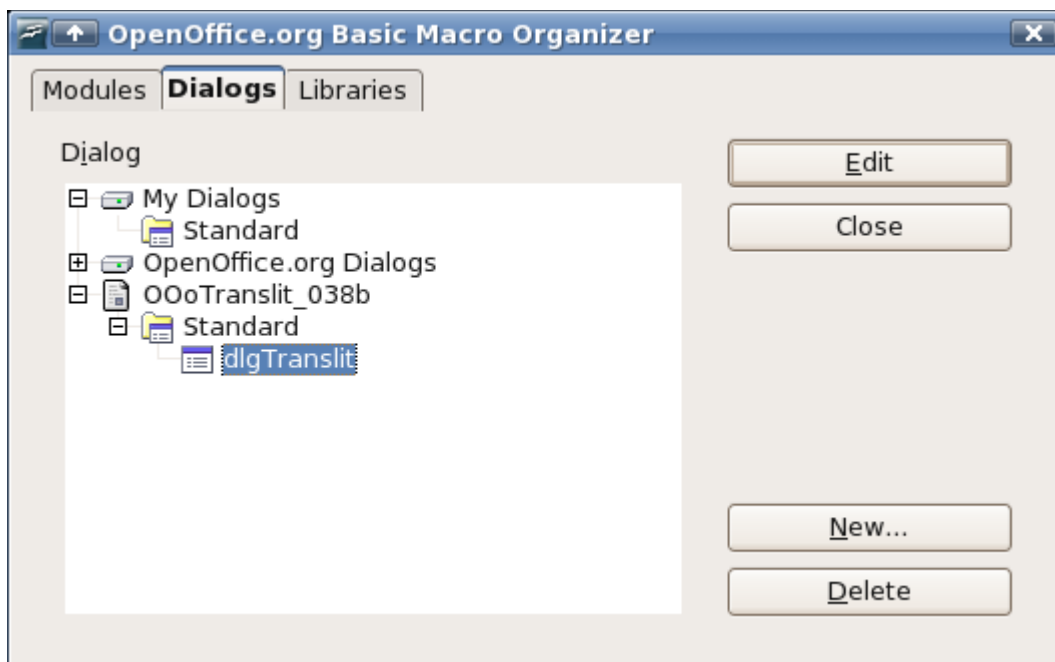 OpenOffice.org Basic Macro Organizer
Modules Dialogs Libraries
Dialog
My Dialogs
Standard
OpenOffice.org Dialogs
OOoTranslit_038b
Standard
dlgTranslit
Edit
Close
New...
Delete